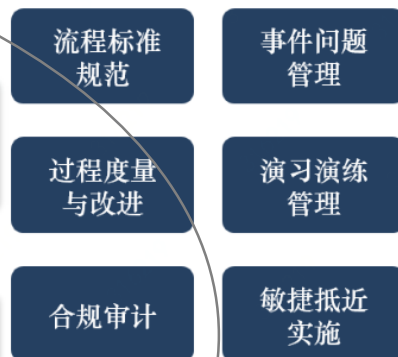 流程标准
规范
事件问题
管理
过程度量
与改进
演习演练
管理
合规审计
敏捷抵近
实施